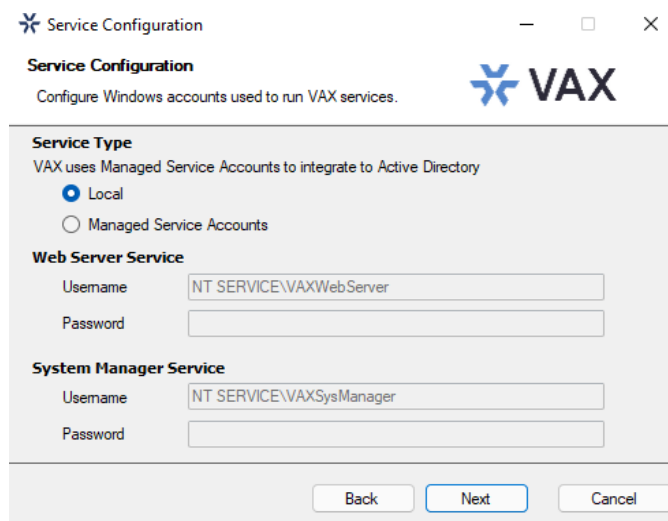 Service Configuration
Service Configuration
Configure Windows accounts used to run VAX services.
VAX
Service Type
VAX uses Managed Service Accounts to integrate to Active Directory
Local
Managed Service Accounts
Web Server Service
Username NT SERVICE\VAXWebServer
Password
System Manager Service
Username NT SERVICE\VAXSysManager
Password
Back Next Cancel